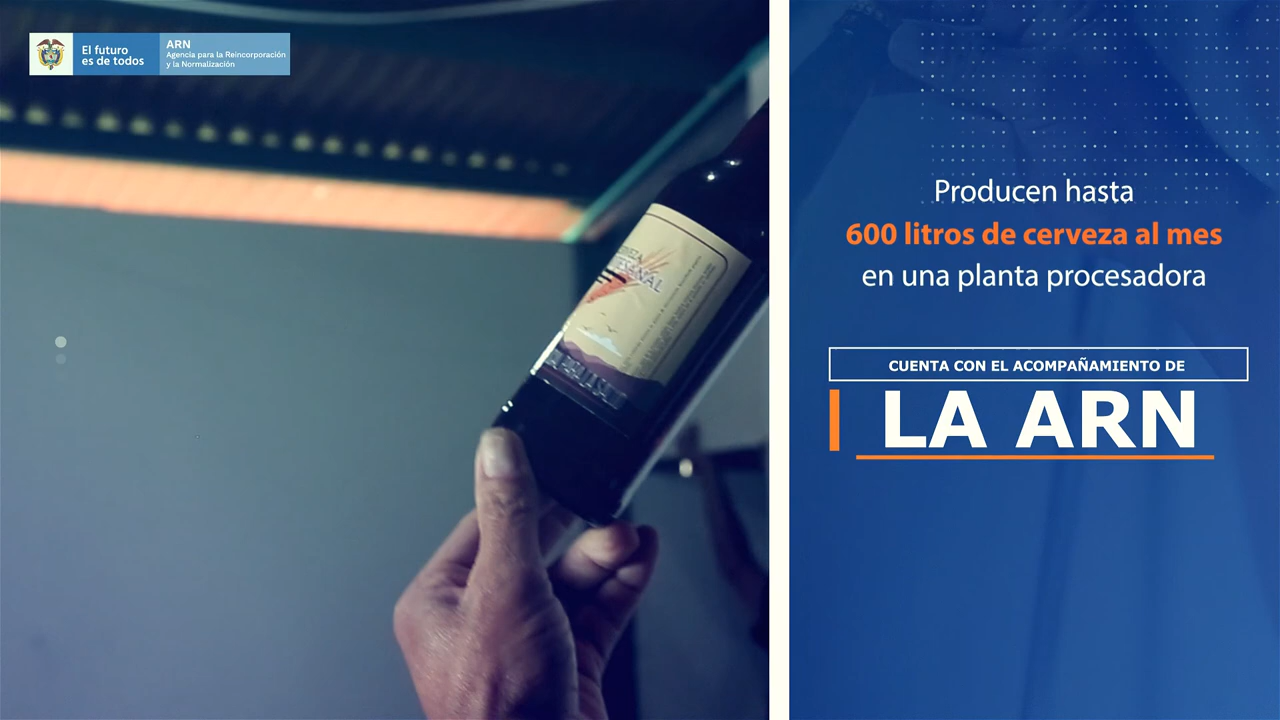 El futuro
es de todos
ARN
Agencia para la Reincorporación
y la Normalización
Producen hasta
600 litros de cerveza al mes
en una planta procesadora
CUENTA CON EL ACOMPAÑAMIENTO DE
LA ARN